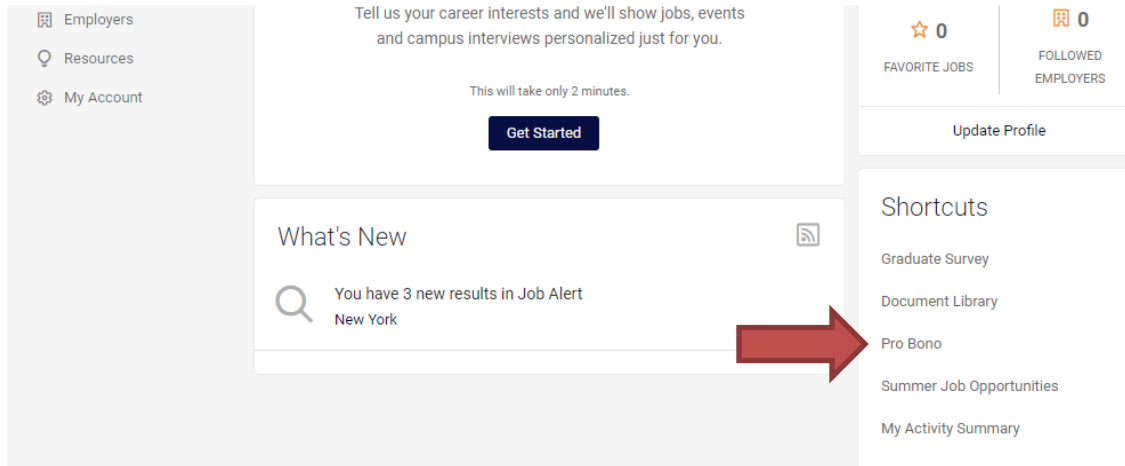 Employers
Resources
My Account
Tell us your career interests and we'll show jobs, events
and campus interviews personalized just for you.
This will take only 2 minutes.
Get Started
What's New
You have 3 new results in Job Alert
New York
0
FAVORITE JOBS
0
FOLLOWED
EMPLOYERS
Update Profile
Shortcuts
Graduate Survey
Document Library
Pro Bono
Summer Job Opportunities
My Activity Summary